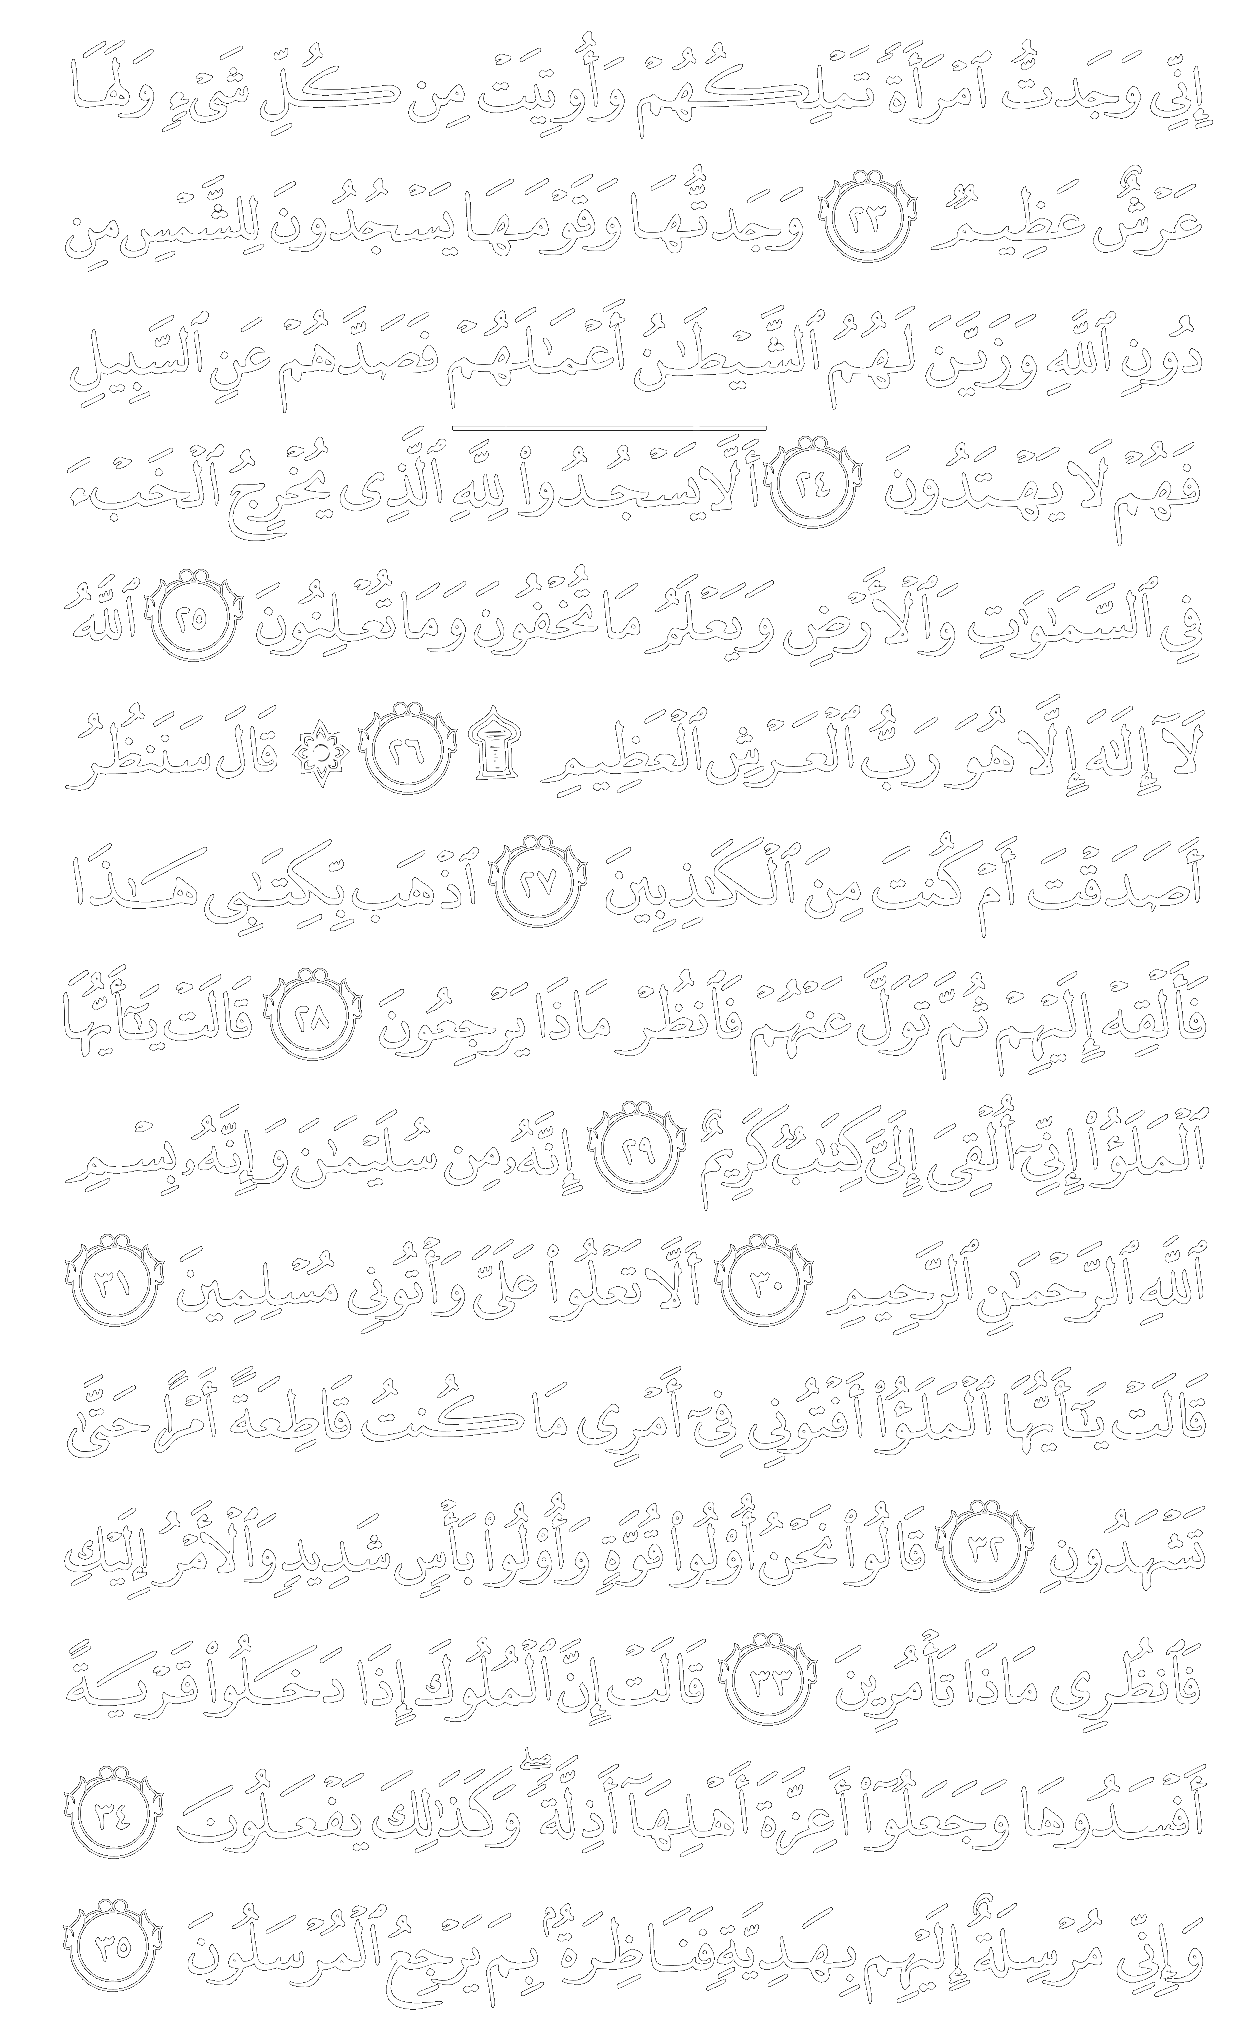 إِنِّي وَجَدتُّ ٱمْرَأَةً تَمْلِكُهُمْ وَأُوتِيَتْ مِن كُلِّ شَىْءٍ وَلَهَا
عَرْشٌ عَظِيمٌ ٢٣ وَجَدتُّهَا وَقَوْمَهَا يَسْجُدُونَ لِلشَّمْسِ مِن
دُونِ ٱللَّهِ وَزَيَّنَ لَهُمُ ٱلشَّيْطَٰنُ أَعْمَٰلَهُمْ فَصَدَّهُمْ عَنِ ٱلسَّبِيلِ
فَهُمْ لَا يَهْتَدُونَ ٢٤ أَلَّا يَسْجُدُوا۟ لِلَّهِ ٱلَّذِى يُخْرِجُ ٱلْخَبْءَ
فِي ٱلسَّمَٰوَٰتِ وَٱلْأَرْضِ وَيَعْلَمُ مَا تُخْفُونَ وَمَا تُعْلِنُونَ ٢٥ ٱللَّهُ
لَآ إِلَٰهَ إِلَّا هُوَ رَبُّ ٱلْعَرْشِ ٱلْعَظِيمِ ۩ ٢٦ ۞ قَالَ سَنَنظُرُ
أَصَدَقْتَ أَمْ كُنتَ مِنَ ٱلْكَٰذِبِينَ ٢٧ ٱذْهَب بِّكِتَٰبِى هَٰذَا
فَأَلْقِهْ إِلَيْهِمْ ثُمَّ تَوَلَّ عَنْهُمْ فَٱنظُرْ مَاذَا يَرْجِعُونَ ٢٨ قَالَتْ يَٰٓأَيُّهَا
ٱلْمَلَؤُا۟ إِنِّىٓ أُلْقِىَ إِلَىَّ كِتَٰبٌ كَرِيمٌ ٢٩ إِنَّهُۥ مِن سُلَيْمَٰنَ وَإِنَّهُۥ بِسْمِ
ٱللَّهِ ٱلرَّحْمَٰنِ ٱلرَّحِيمِ ٣٠ أَلَّا تَعْلُوا۟ عَلَىَّ وَأْتُونِي مُسْلِمِينَ ٣١
قَالَتْ يَٰٓأَيُّهَا ٱلْمَلَؤُا۟ أَفْتُونِي فِىٓ أَمْرِى مَا كُنتُ قَاطِعَةً أَمْرًا حَتَّىٰ
تَشْهَدُونِ ٣٢ قَالُوا۟ نَحْنُ أُو۟لُوا۟ قُوَّةٍ وَأُو۟لُوا۟ بَأْسٍ شَدِيدٍ وَٱلْأَمْرُ إِلَيْكِ
فَٱنظُرِى مَاذَا تَأْمُرِينَ ٣٣ قَالَتْ إِنَّ ٱلْمُلُوكَ إِذَا دَخَلُوا۟ قَرْيَةً
أَفْسَدُوهَا وَجَعَلُوٓا۟ أَعِزَّةَ أَهْلِهَآ أَذِلَّةً ۖ وَكَذَٰلِكَ يَفْعَلُونَ ٣٤
وَإِنِّي مُرْسِلَةٌ إِلَيْهِم بِهَدِيَّةٍ فَنَاظِرَةٌۢ بِمَ يَرْجِعُ ٱلْمُرْسَلُونَ ٣٥